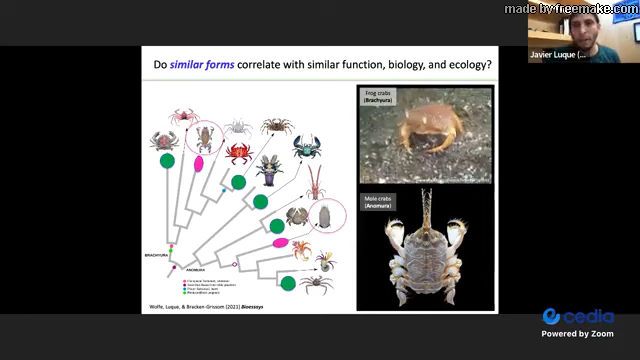 made by freemake.com
Javier Luque (...
Do similar forms correlate with similar function, biology, and ecology?
Frog crabs
(Brachyura)
Mole crabs
(Anomura)
BRACHYURA
ANOMURA
Wolfe, Luque, & Bracken-Grissom (2021) Bioessays
cedia
Powered by Zoom